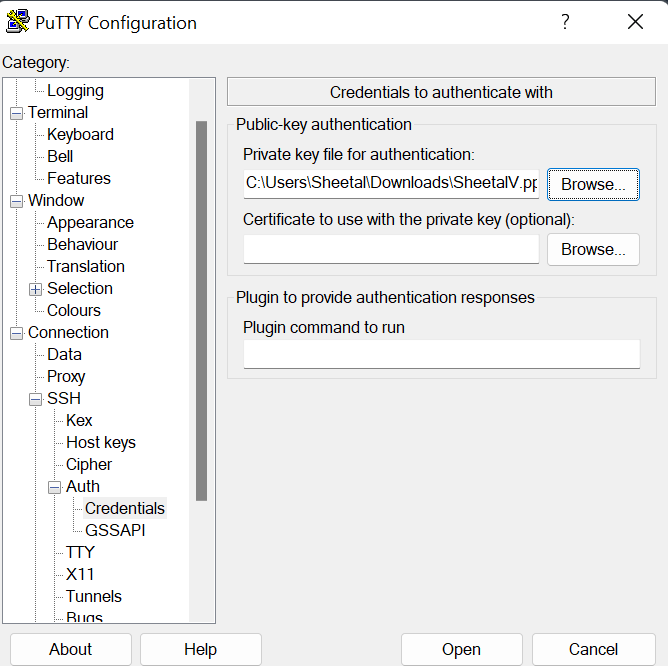 PuTTY Configuration
?
Category:
Logging
Terminal
Keyboard
Bell
Features
Window
Appearance
Behaviour
Translation
Selection
Colours
Connection
Data
Proxy
SSH
Kex
Host keys
Cipher
Auth
Credentials
GSSAPI
TTY
X11
Tunnels
Bugs
Credentials to authenticate with
Public-key authentication
Private key file for authentication:
C:\Users\Sheetal\Downloads\SheetalV.pp Browse...
Certificate to use with the private key (optional):
Browse...
Plugin to provide authentication responses
Plugin command to run
About Help Open Cancel